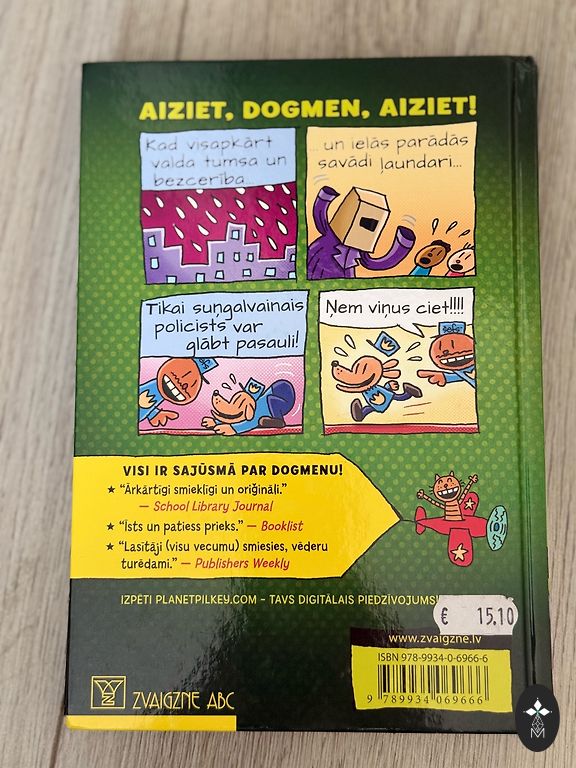 AIZIET, DOGMEN, AIZIET!
Kad visapkārt
valda tumsa un
bezcerība...
... un ielās parādās
savādi ļaundari...
Tikai suņgalvainais
policists var
glābt pasauli!
Ņem viņus ciet!!!!
šefs
šefs
VISI IR SAJŪSMĀ PAR DOGMENU!
★ “Ārkārtīgi smieklīgi un oriģināli.”
— School Library Journal
★ “Īsts un patiess prieks.” — Booklist
★ “Lasītāji (visu vecumu) smiesies, vēderu
turēdami.” — Publishers Weekly
IZPĒTI PLANETPILKEY.COM – TAVS DIGITĀLAIS PIEDZĪVOJUMS!
€ 15.10
www.zvaigzne.lv
ISBN 978-9934-0-6966-6
9 789934 069666
ZVAIGZNE ABC
M